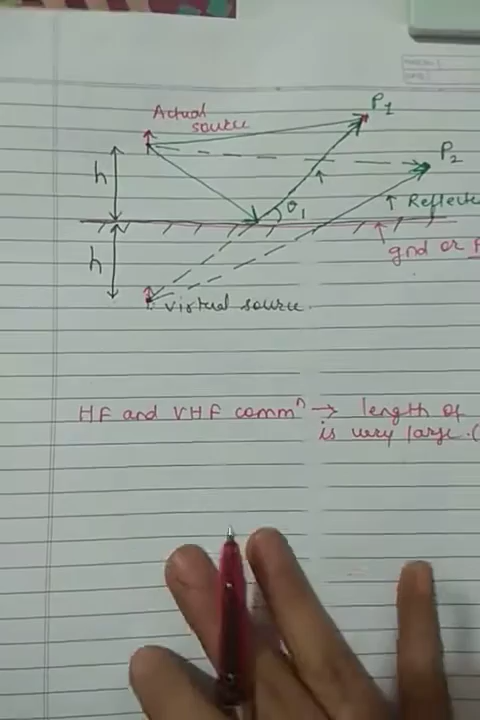 Actual
source
P1
P2
h
θ1
Reflecte
h
gnd or
virtual source.
HF and VHF commⁿ → length of
is very large. (